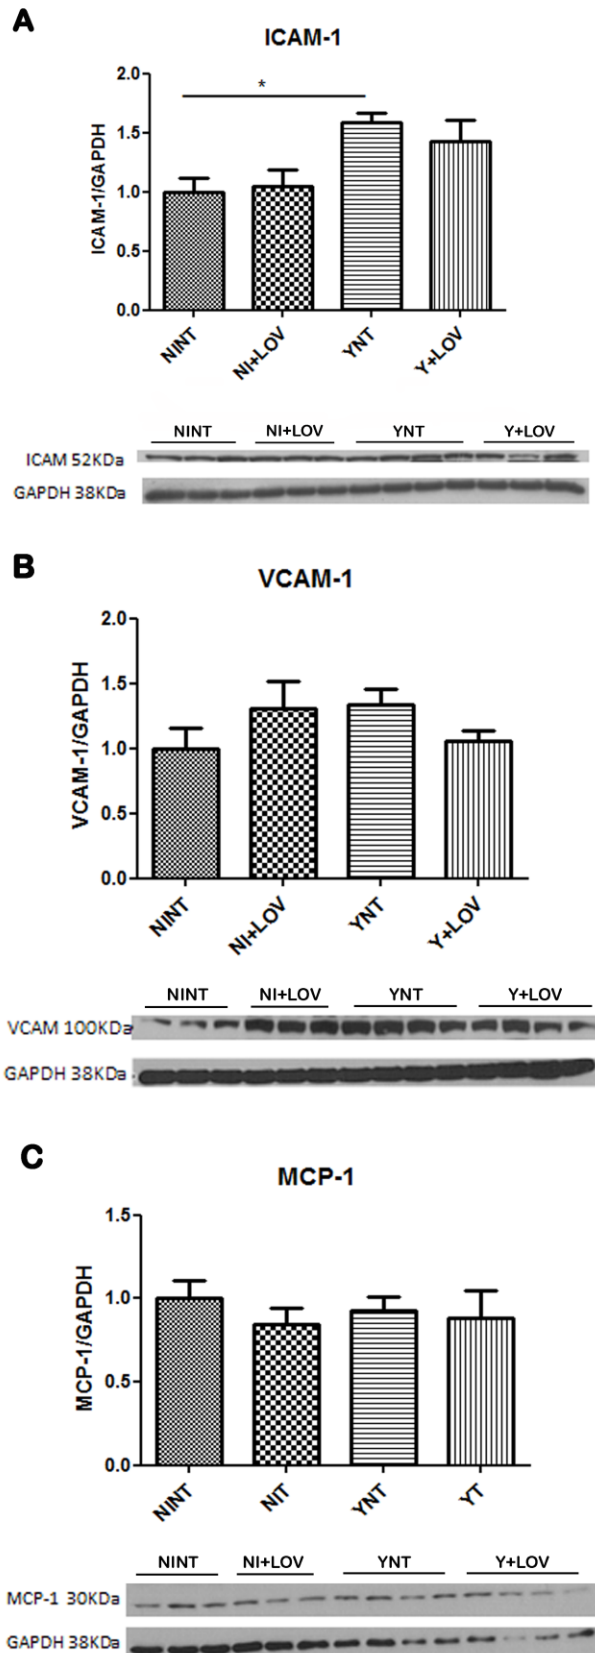 A
ICAM-1
ICAM-1/GAPDH
2.0
1.5
1.0
0.5
0.0
*
NINT
NI+LOV
YNT
Y+LOV
NINT NI+LOV YNT Y+LOV
ICAM 52KDa
GAPDH 38KDa
B
VCAM-1
VCAM-1/GAPDH
2.0
1.5
1.0
0.5
0.0
NINT
NI+LOV
YNT
Y+LOV
NINT NI+LOV YNT Y+LOV
VCAM 100KDa
GAPDH 38KDa
C
MCP-1
MCP-1/GAPDH
1.5
1.0
0.5
0.0
NINT
NIT
YNT
YT
NINT NI+LOV YNT Y+LOV
MCP-1 30KDa
GAPDH 38KDa